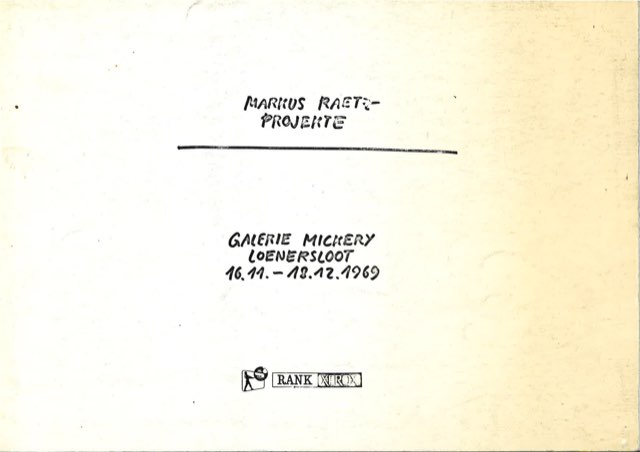 MARKUS RAETZ-
PROJEKTE
GALERIE MICKERY
LOENERSLOOT
16.11.-18.12.1969
RANK XEROX